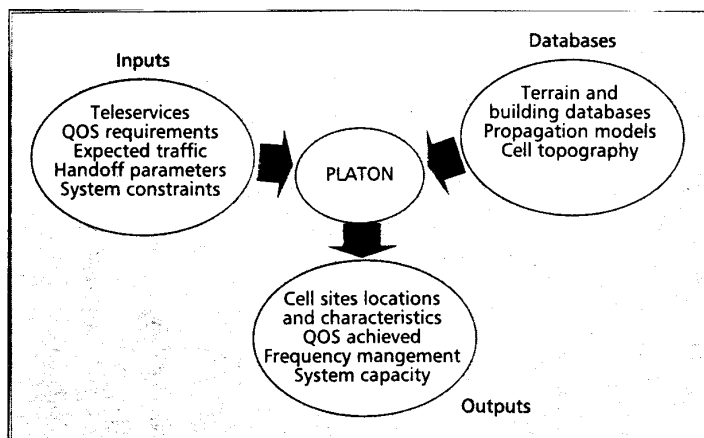 Inputs
Teleservices
QOS requirements
Expected traffic
Handoff parameters
System constraints
Databases
Terrain and
building databases
Propagation models
Cell topography
PLATON
Cell sites locations
and characteristics
QOS achieved
Frequency mangement
System capacity
Outputs